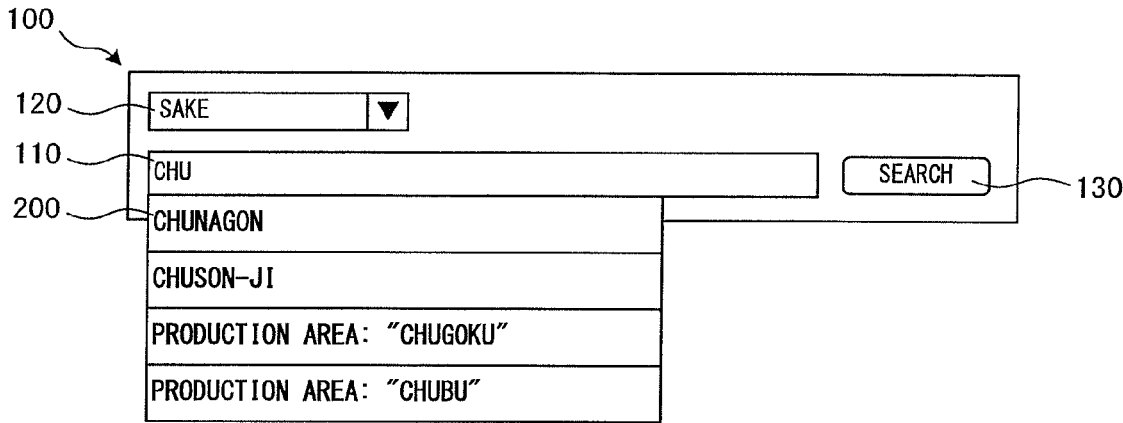 100
120
SAKE ▼
110
CHU
SEARCH
130
200
CHUNAGON
CHUSON-JI
PRODUCTION AREA: "CHUGOKU"
PRODUCTION AREA: "CHUBU"